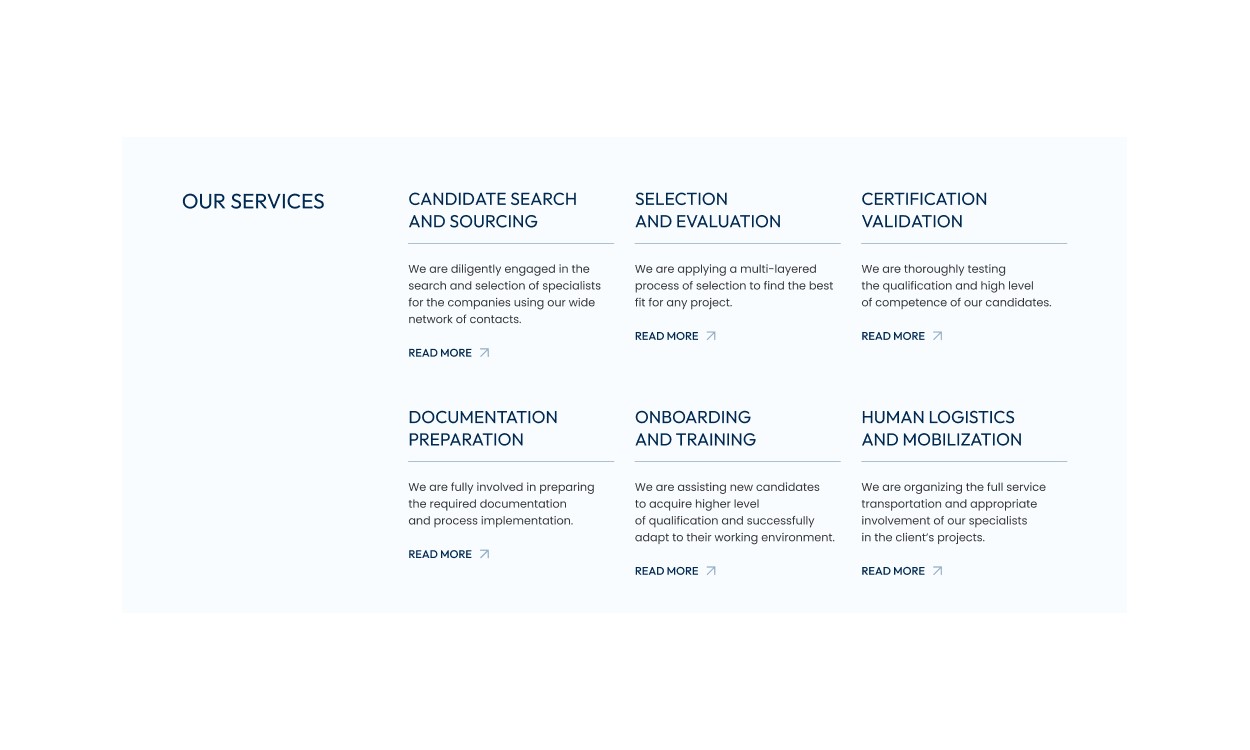 OUR SERVICES
CANDIDATE SEARCH
AND SOURCING
We are diligently engaged in the
search and selection of specialists
for the companies using our wide
network of contacts.
READ MORE
SELECTION
AND EVALUATION
We are applying a multi-layered
process of selection to find the best
fit for any project.
READ MORE
CERTIFICATION
VALIDATION
We are thoroughly testing
the qualification and high level
of competence of our candidates.
READ MORE
DOCUMENTATION
PREPARATION
We are fully involved in preparing
the required documentation
and process implementation.
READ MORE
ONBOARDING
AND TRAINING
We are assisting new candidates
to acquire higher level
of qualification and successfully
adapt to their working environment.
READ MORE
HUMAN LOGISTICS
AND MOBILIZATION
We are organizing the full service
transportation and appropriate
involvement of our specialists
in the client's projects.
READ MORE